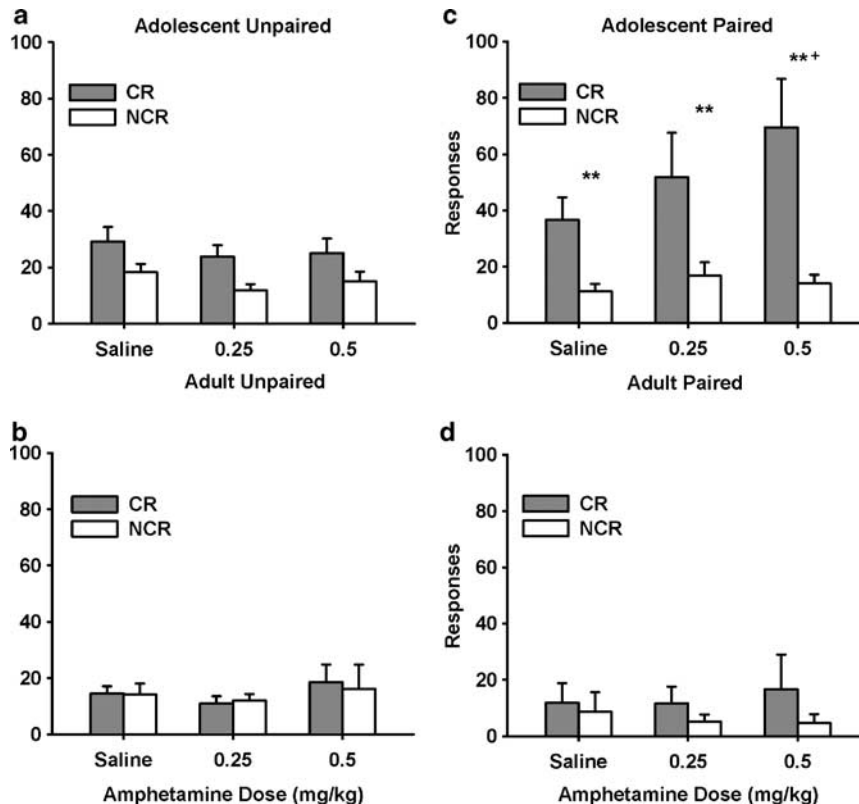 a
Adolescent Unpaired
100
80
60
40
20
0
CR
NCR
Saline
0.25
0.5
c
Adolescent Paired
Responses
100
80
60
40
20
0
CR
NCR
**
**
**+
Saline
0.25
0.5
b
Adult Unpaired
100
80
60
40
20
0
CR
NCR
Saline
0.25
0.5
Amphetamine Dose (mg/kg)
d
Adult Paired
Responses
100
80
60
40
20
0
CR
NCR
Saline
0.25
0.5
Amphetamine Dose (mg/kg)